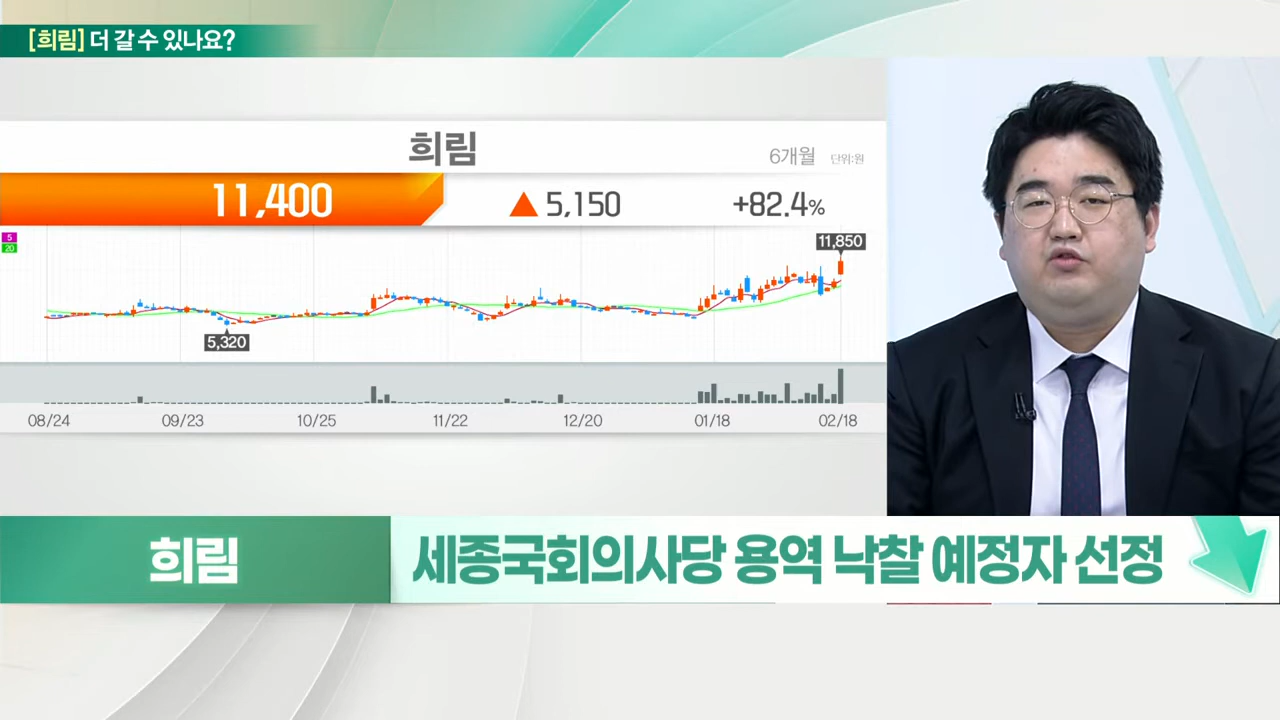 [희림] 더 갈 수 있나요?
희림
6개월 단위:원
11,400 ▲ 5,150 +82.4%
5
20
11,850
5,320
08/24 09/23 10/25 11/22 12/20 01/18 02/18
희림 세종국회의사당 용역 낙찰 예정자 선정